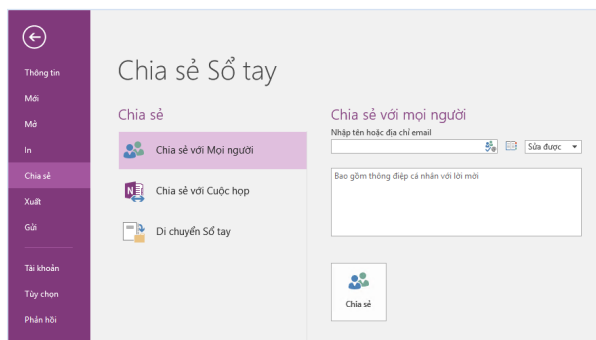 Thông tin
Mới
Mở
In
Chia sẻ
Xuất
Gửi
Tài khoản
Tùy chọn
Phản hồi
Chia sẻ Sổ tay
Chia sẻ
Chia sẻ với Mọi người
Chia sẻ với Cuộc họp
Di chuyển Sổ tay
Chia sẻ với mọi người
Nhập tên hoặc địa chỉ email
Sửa được
Bao gồm thông điệp cá nhân với lời mời
Chia sẻ